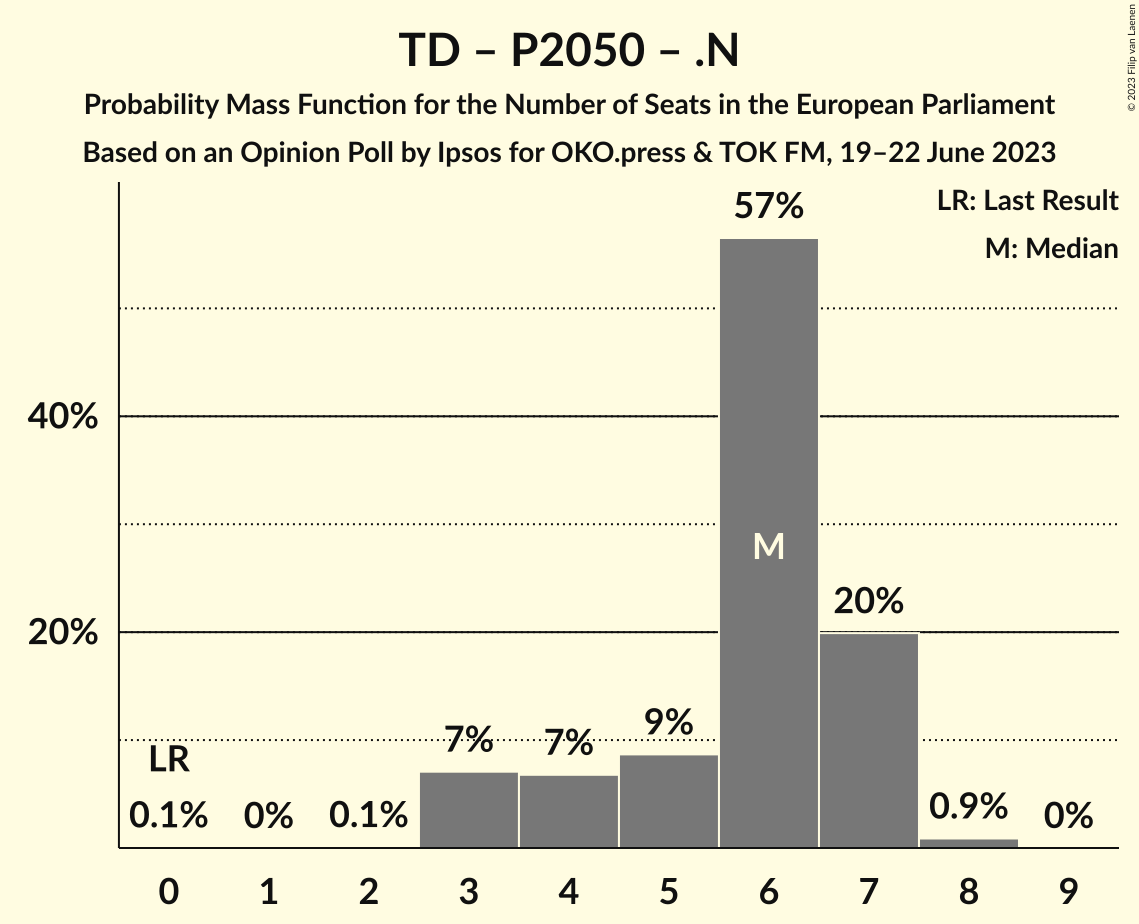 TD – P2050 – .N
Probability Mass Function for the Number of Seats in the European Parliament
Based on an Opinion Poll by Ipsos for OKO.press & TOK FM, 19–22 June 2023
© 2023 Filip van Laenen
LR: Last Result
M: Median
57%
40%
M
20%
20%
9%
7%
7%
LR
0.1%
0%
0.1%
0.9%
0%
0 1 2 3 4 5 6 7 8 9